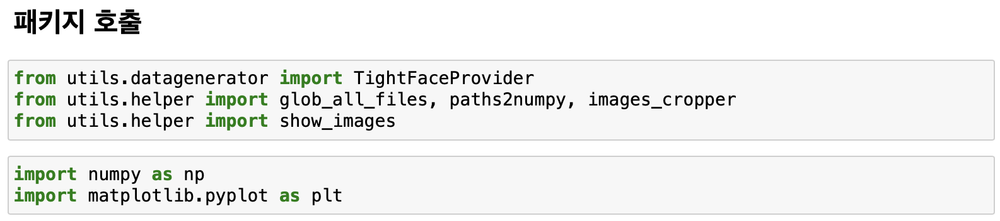 패키지 호출
from utils.datagenerator import TightFaceProvider
from utils.helper import glob_all_files, paths2numpy, images_cropper
from utils.helper import show_images
import numpy as np
import matplotlib.pyplot as plt